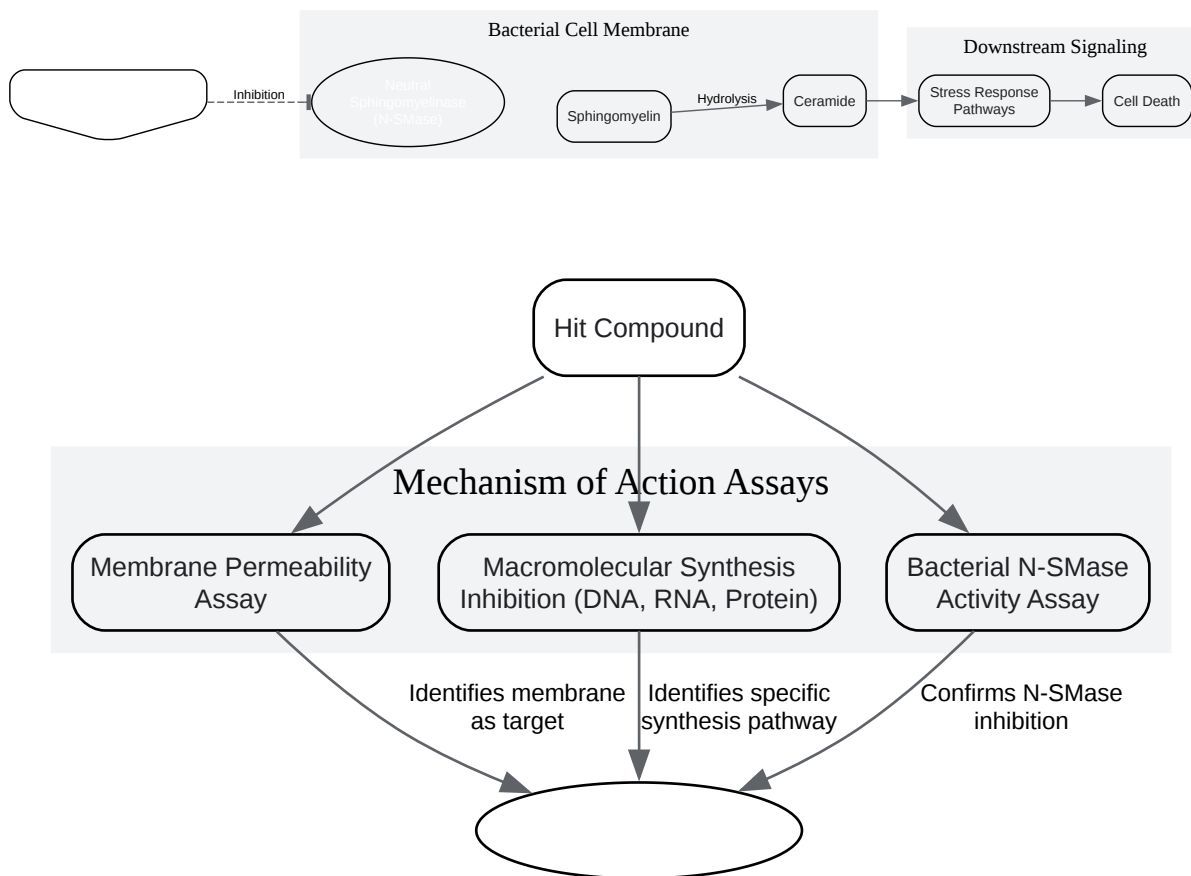 Bacterial Cell Membrane
Downstream Signaling
Inhibition
Neutral
Sphingomyelinase
(N-SMase)
Sphingomyelin
Hydrolysis
Ceramide
Stress Response
Pathways
Cell Death
Hit Compound
Mechanism of Action Assays
Membrane Permeability
Assay
Macromolecular Synthesis
Inhibition (DNA, RNA, Protein)
Bacterial N-SMase
Activity Assay
Identifies membrane
as target
Identifies specific
synthesis pathway
Confirms N-SMase
inhibition